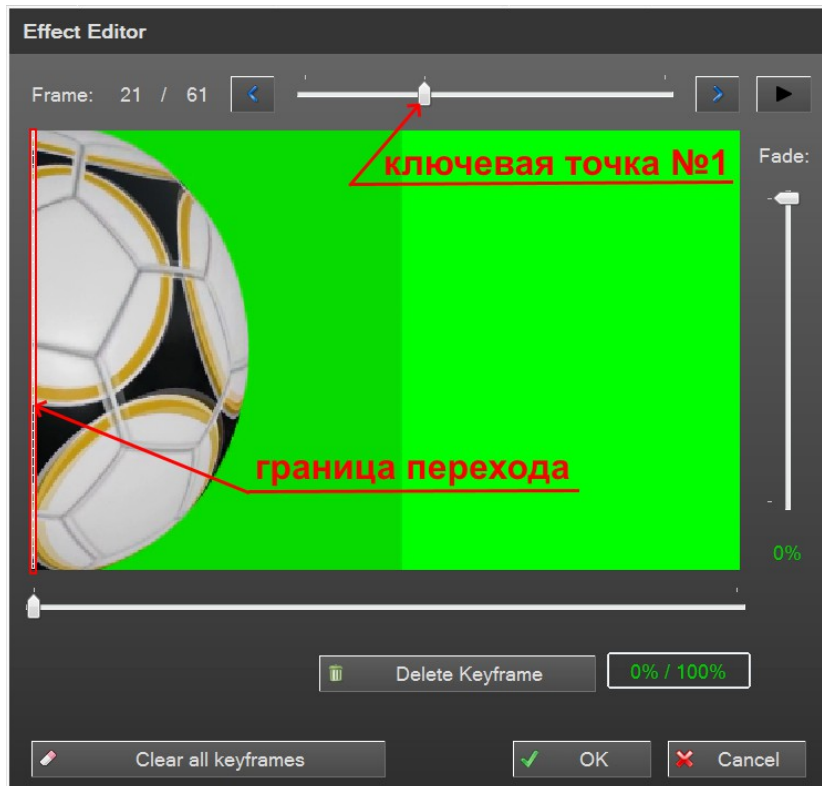 Effect Editor
Frame: 21 / 61
ключевая точка №1
Fade:
граница перехода
0%
Delete Keyframe
0% / 100%
Clear all keyframes
OK
Cancel